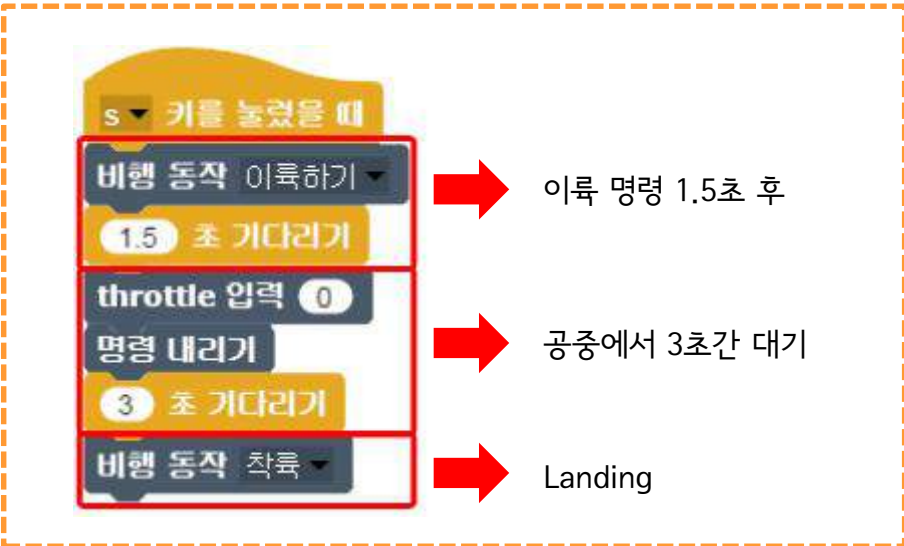 s 키를 눌렀을 때
비행 동작 이륙하기
1.5 초 기다리기
이륙 명령 1.5초 후
throttle 입력 0
명령 내리기
3 초 기다리기
공중에서 3초간 대기
비행 동작 착륙
Landing